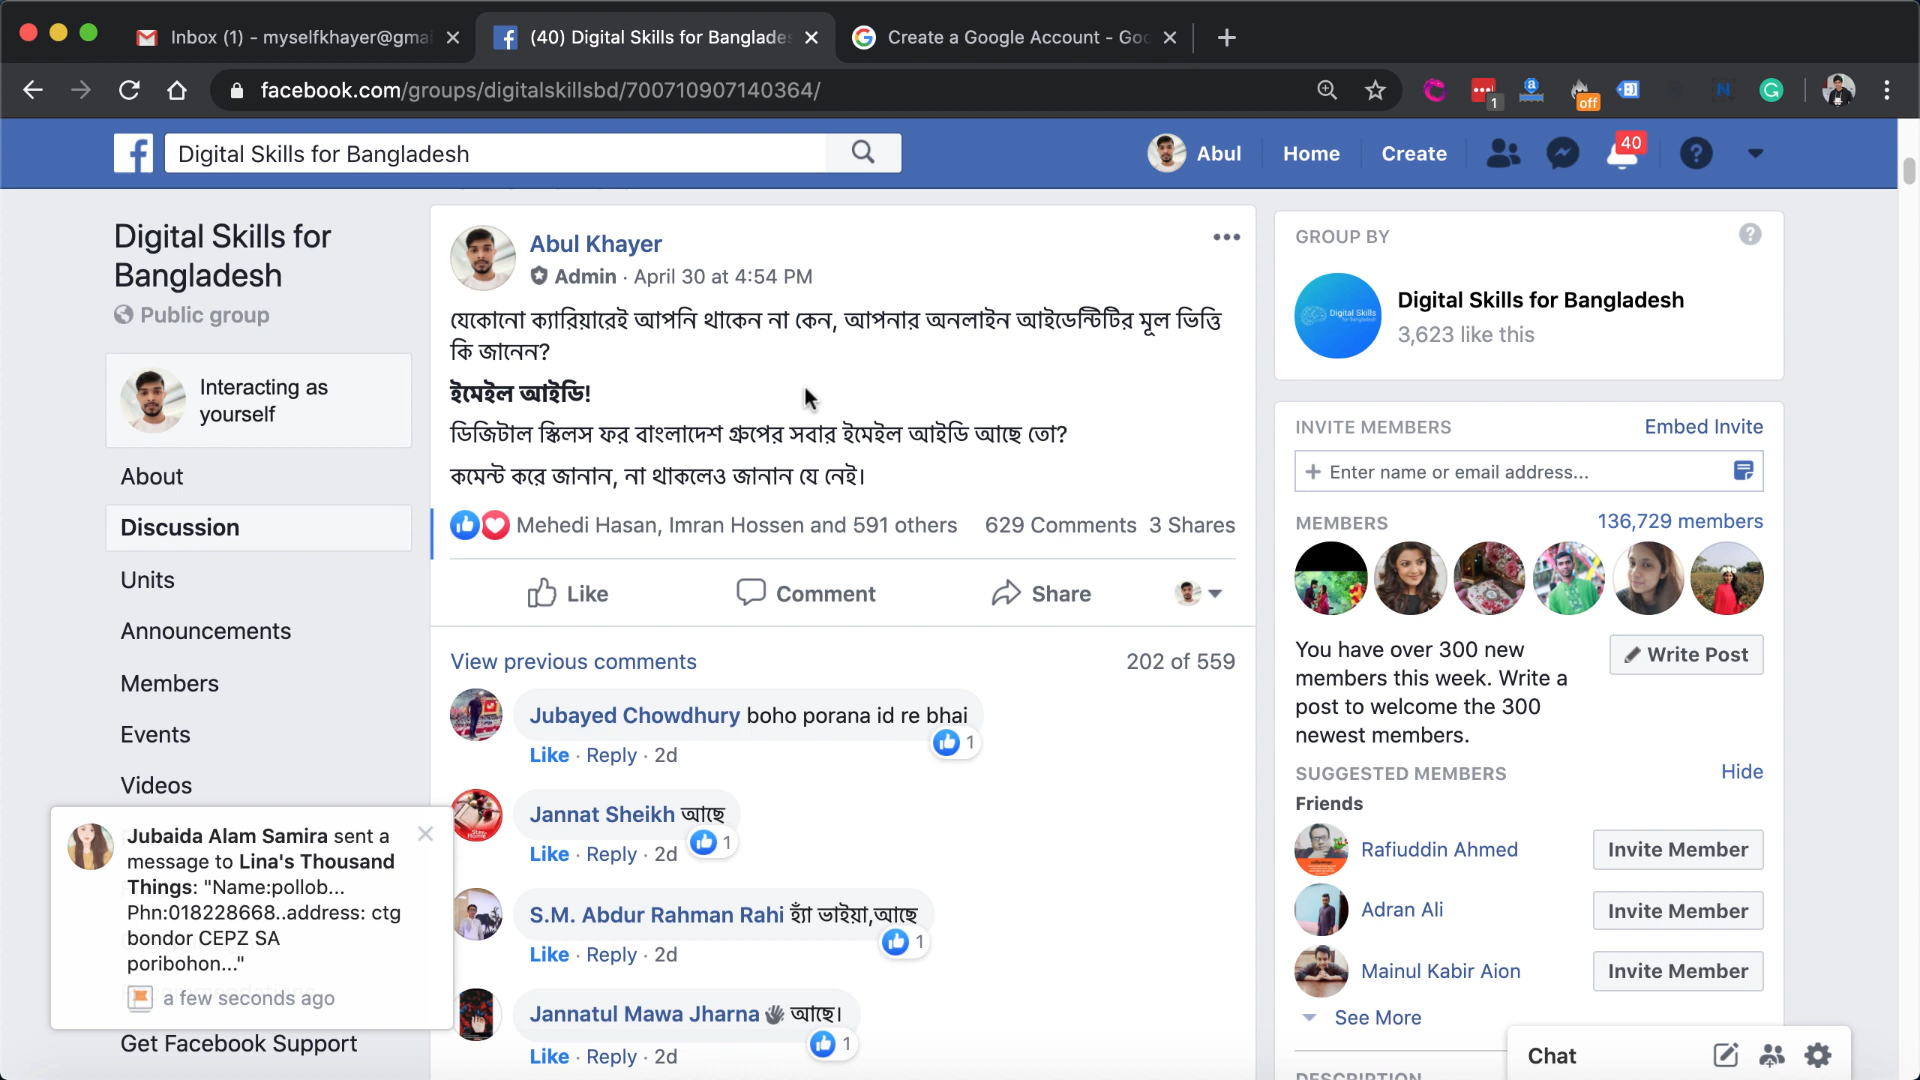 Inbox (1) - myselfkhayer@gma
(40) Digital Skills for Banglade
Create a Google Account - Goo
facebook.com/groups/digitalskillsbd/700710907140364/
1
off
Digital Skills for Bangladesh
Abul
Home
Create
40
Digital Skills for
Bangladesh
Public group
Interacting as
yourself
About
Discussion
Units
Announcements
Members
Events
Videos
Jubaida Alam Samira sent a
message to Lina's Thousand
Things: "Name:pollob...
Phn:018228668..address: ctg
bondor CEPZ SA
poribohon..."
a few seconds ago
Get Facebook Support
Abul Khayer
Admin · April 30 at 4:54 PM
যেকোনো ক্যারিয়ারেই আপনি থাকেন না কেন, আপনার অনলাইন আইডেন্টিটির মূল ভিত্তি
কি জানেন?
ইমেইল আইডি!
ডিজিটাল স্কিলস ফর বাংলাদেশ গ্রুপের সবার ইমেইল আইডি আছে তো?
কমেন্ট করে জানান, না থাকলেও জানান যে নেই।
Mehedi Hasan, Imran Hossen and 591 others 629 Comments 3 Shares
Like Comment Share
View previous comments 202 of 559
Jubayed Chowdhury boho porana id re bhai
1
Like · Reply · 2d
Jannat Sheikh আছে
1
Like · Reply · 2d
S.M. Abdur Rahman Rahi হ্যাঁ ভাইয়া,আছে
1
Like · Reply · 2d
Jannatul Mawa Jharna আছে।
1
Like · Reply · 2d
GROUP BY
Digital Skills
Digital Skills for Bangladesh
3,623 like this
INVITE MEMBERS Embed Invite
+ Enter name or email address...
MEMBERS 136,729 members
You have over 300 new
members this week. Write a
post to welcome the 300
newest members.
Write Post
SUGGESTED MEMBERS Hide
Friends
Rafiuddin Ahmed Invite Member
Adran Ali Invite Member
Mainul Kabir Aion Invite Member
See More
Chat
DESCRIPTION